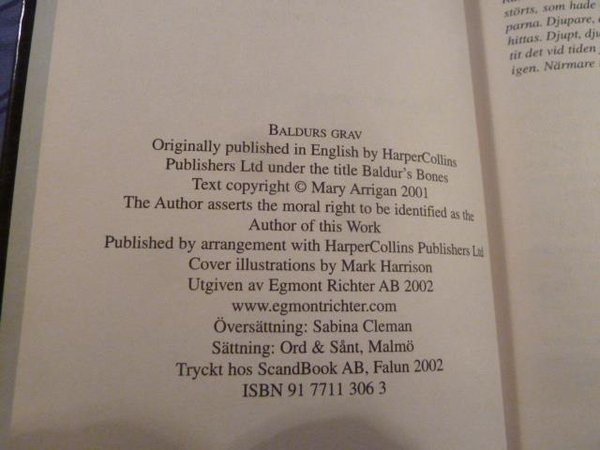 BALDURS GRAV
Originally published in English by HarperCollins
Publishers Ltd under the title Baldur's Bones
Text copyright © Mary Arrigan 2001
The Author asserts the moral right to be identified as the
Author of this Work
Published by arrangement with HarperCollins Publishers Ltd
Cover illustrations by Mark Harrison
Utgiven av Egmont Richter AB 2002
www.egmontrichter.com
Översättning: Sabina Cleman
Sättning: Ord & Sånt, Malmö
Tryckt hos ScandBook AB, Falun 2002
ISBN 91 7711 306 3
störts, som hade
parna. Djupare,
hittas. Djupt, dju
tit det vid tiden
igen. Närmare